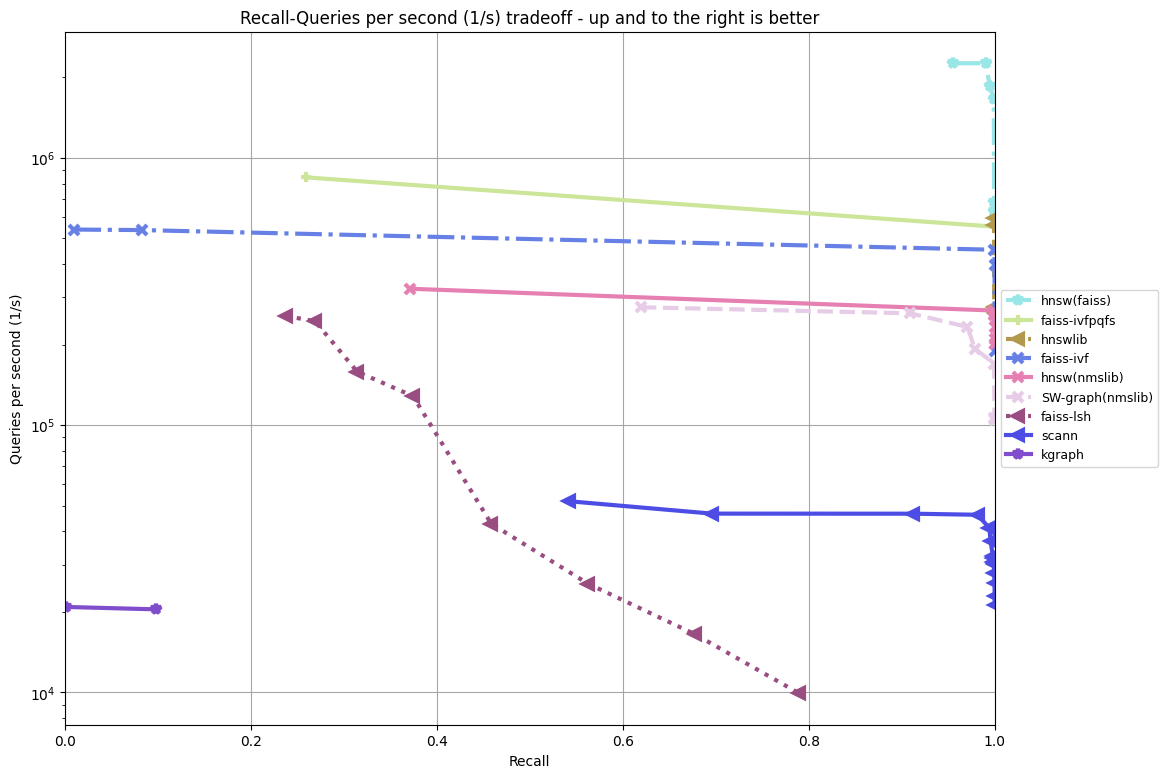 Recall-Queries per second (1/s) tradeoff - up and to the right is better
Queries per second (1/s)
10^6
10^5
10^4
0.0 0.2 0.4 0.6 0.8 1.0
Recall
hnsw(faiss)
faiss-ivfpqfs
hnswlib
faiss-ivf
hnsw(nmslib)
SW-graph(nmslib)
faiss-lsh
scann
kgraph